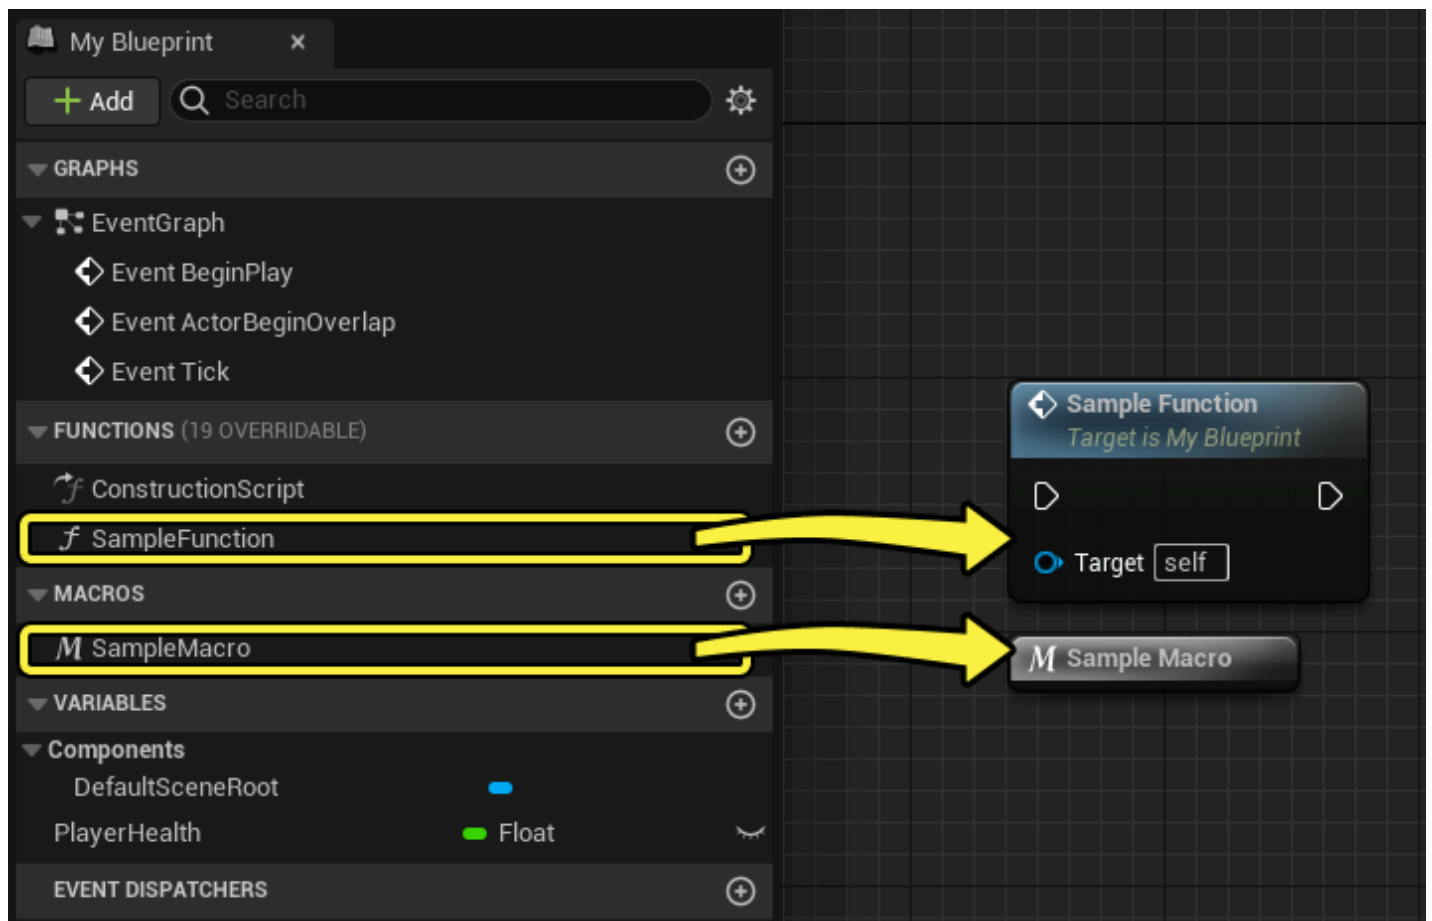 My Blueprint
Add
Search
GRAPHS
EventGraph
Event BeginPlay
Event ActorBeginOverlap
Event Tick
FUNCTIONS (19 OVERRIDABLE)
ConstructionScript
SampleFunction
MACROS
SampleMacro
VARIABLES
Components
DefaultSceneRoot
PlayerHealth Float
EVENT DISPATCHERS
Sample Function
Target is My Blueprint
Target self
Sample Macro